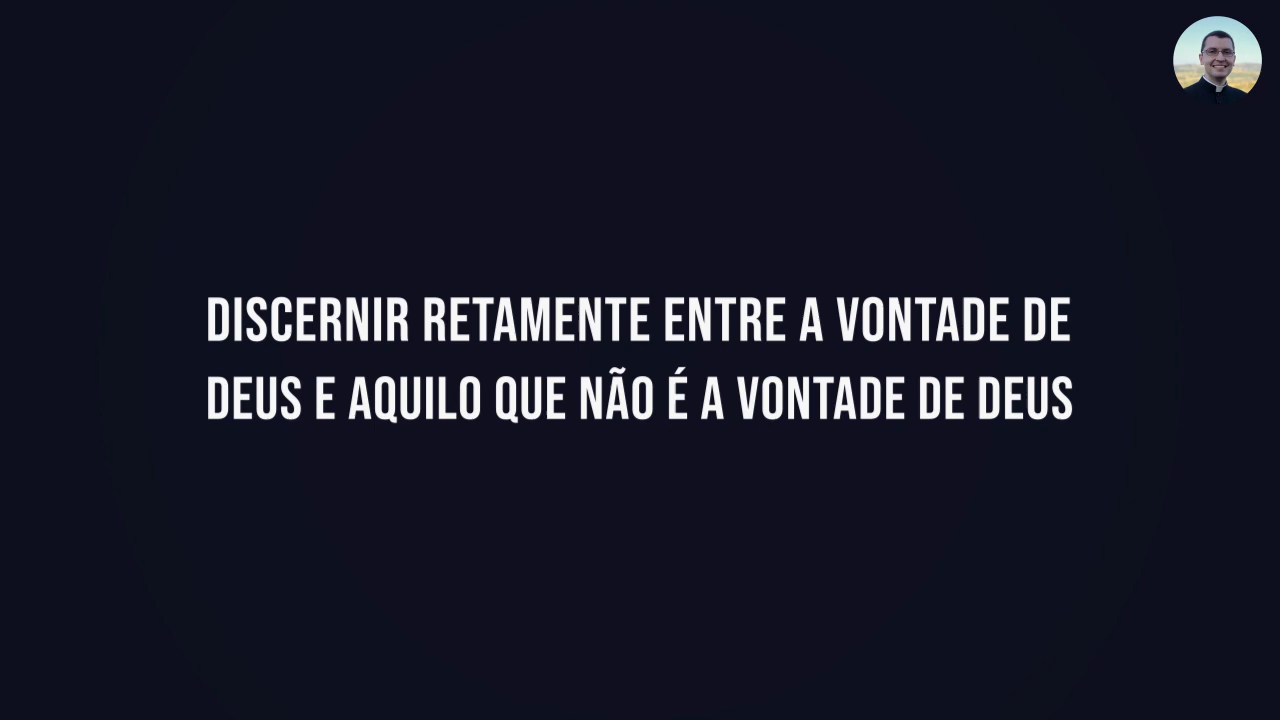 DISCERNIR RETAMENTE ENTRE A VONTADE DE
DEUS E AQUILO QUE NÃO É A VONTADE DE DEUS